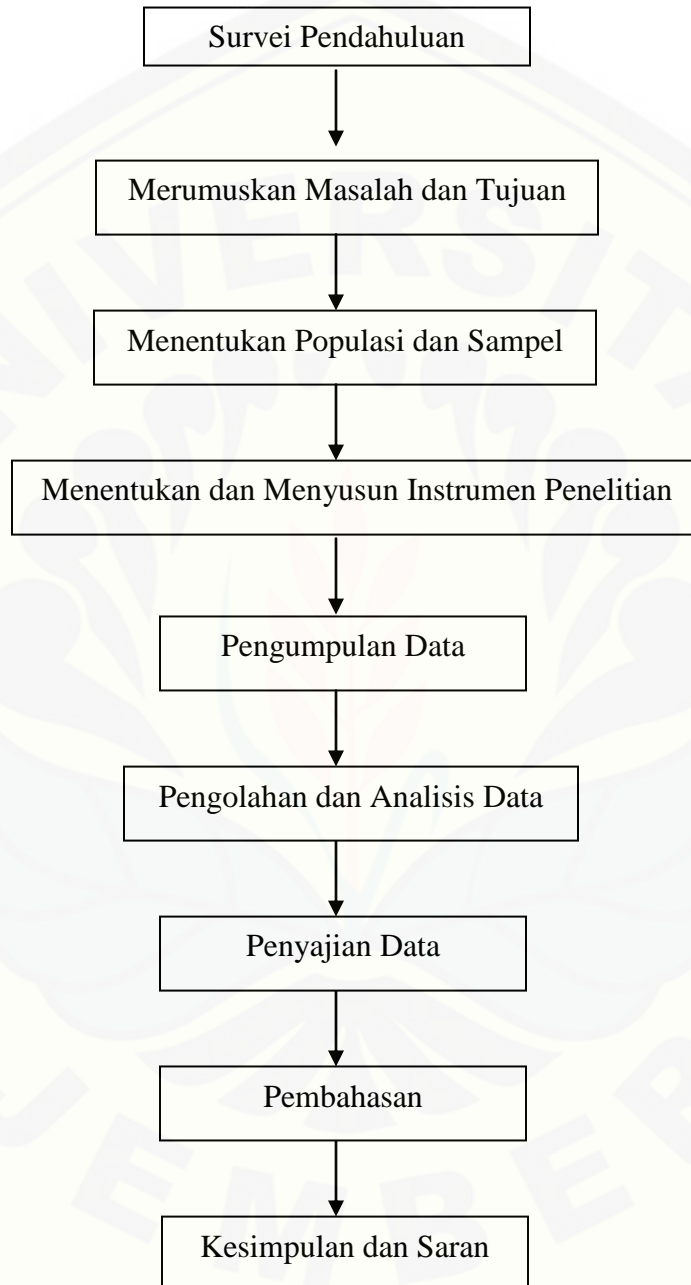 Survei Pendahuluan
Merumuskan Masalah dan Tujuan
Menentukan Populasi dan Sampel
Menentukan dan Menyusun Instrumen Penelitian
Pengumpulan Data
Pengolahan dan Analisis Data
Penyajian Data
Pembahasan
Kesimpulan dan Saran